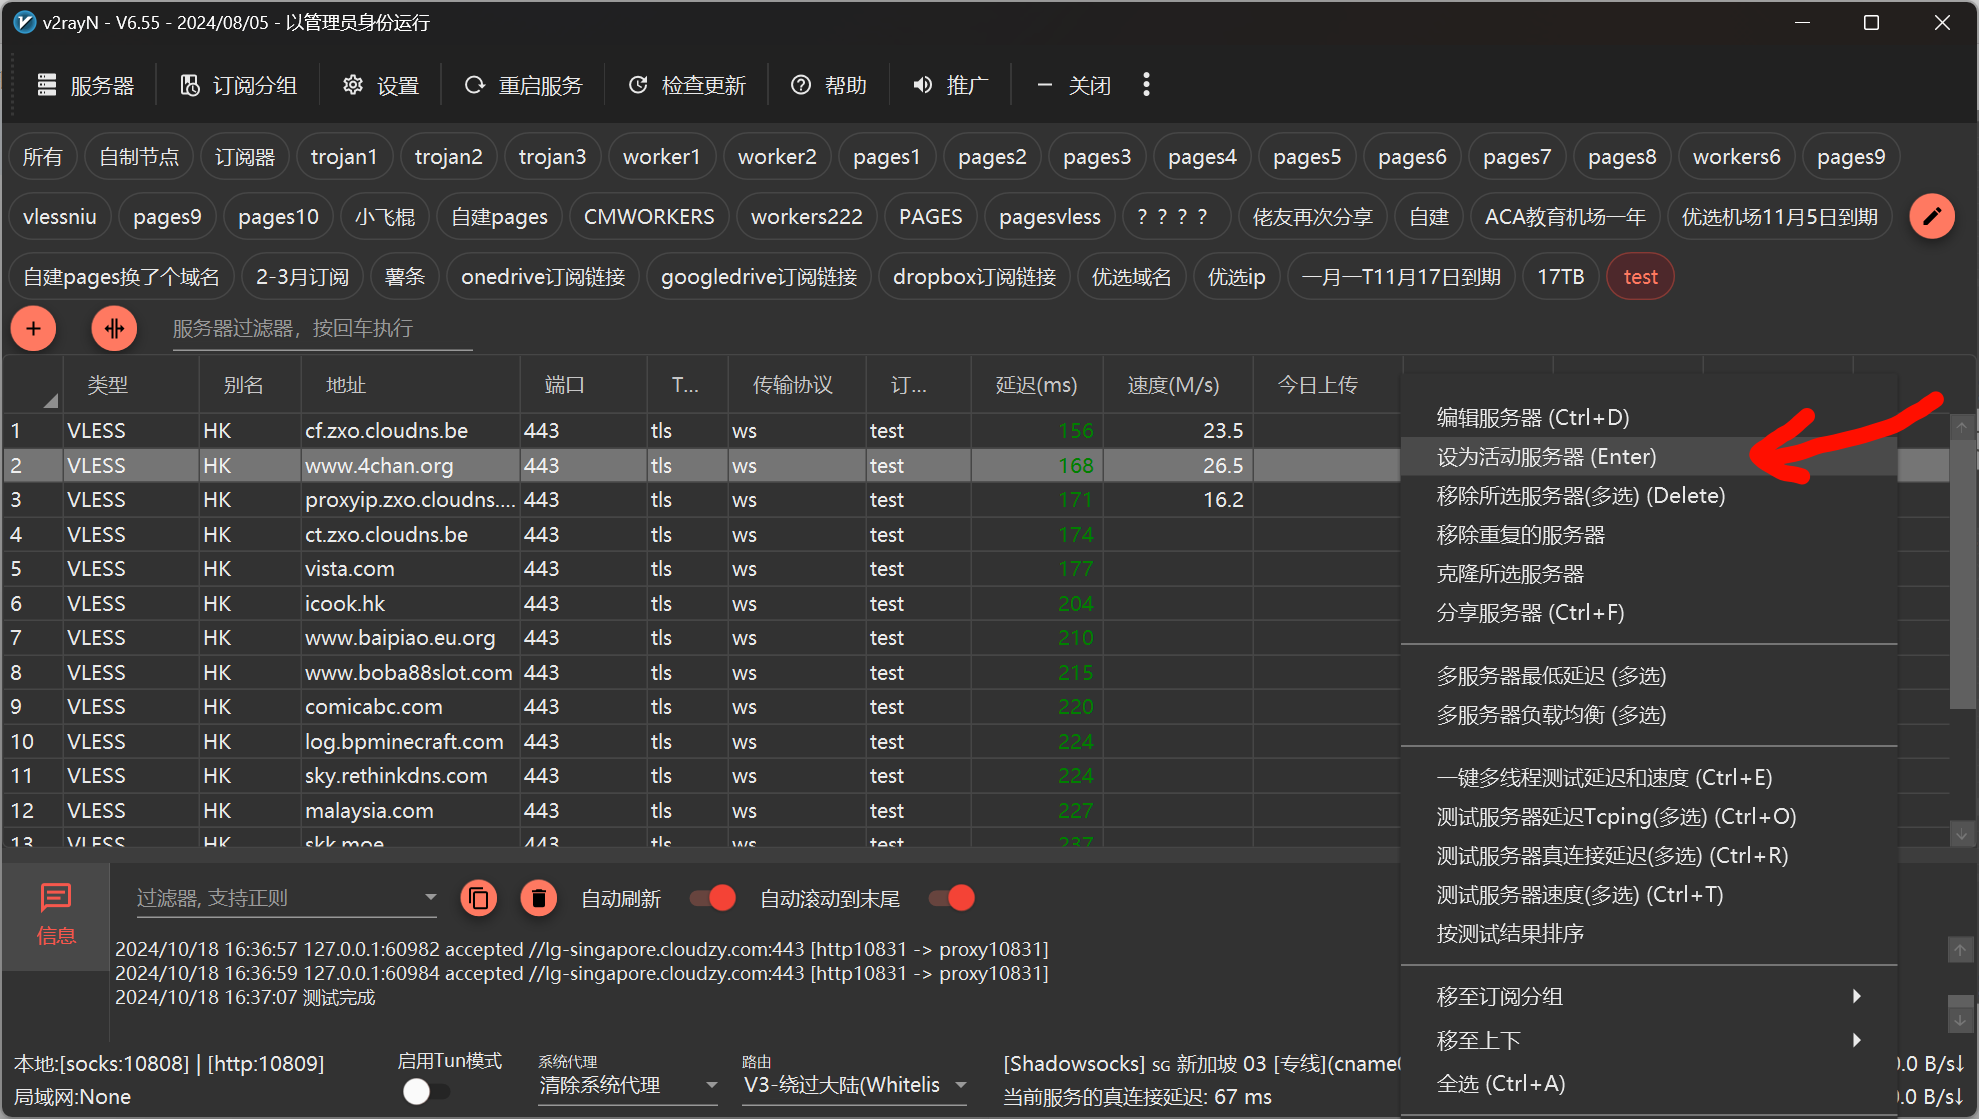 v2rayN - V6.55 - 2024/08/05 - 以管理员身份运行
服务器 订阅分组 设置 重启服务 检查更新 帮助 推广 关闭
所有 自制节点 订阅器 trojan1 trojan2 trojan3 worker1 worker2 pages1 pages2 pages3 pages4 pages5 pages6 pages7 pages8 workers6 pages9
vlessniu pages9 pages10 小飞棍 自建pages CMWORKERS workers222 PAGES pagesvless ？？？？ 佬友再次分享 自建 ACA教育机场一年 优选机场11月5日到期
自建pages换了个域名 2-3月订阅 薯条 onedrive订阅链接 googledrive订阅链接 dropbox订阅链接 优选域名 优选ip 一月一T11月17日到期 17TB test
服务器过滤器，按回车执行
类型 别名 地址 端口 T... 传输协议 订... 延迟(ms) 速度(M/s) 今日上传
1 VLESS HK cf.zxo.cloudns.be 443 tls ws test 156 23.5
2 VLESS HK www.4chan.org 443 tls ws test 168 26.5
3 VLESS HK proxyip.zxo.cloudns.... 443 tls ws test 171 16.2
4 VLESS HK ct.zxo.cloudns.be 443 tls ws test 174
5 VLESS HK vista.com 443 tls ws test 177
6 VLESS HK icook.hk 443 tls ws test 204
7 VLESS HK www.baipiao.eu.org 443 tls ws test 210
8 VLESS HK www.boba88slot.com 443 tls ws test 215
9 VLESS HK comicabc.com 443 tls ws test 220
10 VLESS HK log.bpminecraft.com 443 tls ws test 224
11 VLESS HK sky.rethinkdns.com 443 tls ws test 224
12 VLESS HK malaysia.com 443 tls ws test 227
13 VLESS HK skk.moe 443 tls ws test 237
编辑服务器 (Ctrl+D)
设为活动服务器 (Enter)
移除所选服务器(多选) (Delete)
移除重复的服务器
克隆所选服务器
分享服务器 (Ctrl+F)
多服务器最低延迟 (多选)
多服务器负载均衡 (多选)
一键多线程测试延迟和速度 (Ctrl+E)
测试服务器延迟Tcping(多选) (Ctrl+O)
测试服务器真连接延迟(多选) (Ctrl+R)
测试服务器速度(多选) (Ctrl+T)
按测试结果排序
移至订阅分组
移至上下
全选 (Ctrl+A)
信息
过滤器, 支持正则 自动刷新 自动滚动到末尾
2024/10/18 16:36:57 127.0.0.1:60982 accepted //lg-singapore.cloudzy.com:443 [http10831 -> proxy10831]
2024/10/18 16:36:59 127.0.0.1:60984 accepted //lg-singapore.cloudzy.com:443 [http10831 -> proxy10831]
2024/10/18 16:37:07 测试完成
本地:[socks:10808] | [http:10809]
局域网:None
启用Tun模式
系统代理
清除系统代理
路由
V3-绕过大陆(Whitelis
[Shadowsocks] SG 新加坡 03 [专线](cname
当前服务的真连接延迟: 67 ms
.0 B/s↓
.0 B/s↓